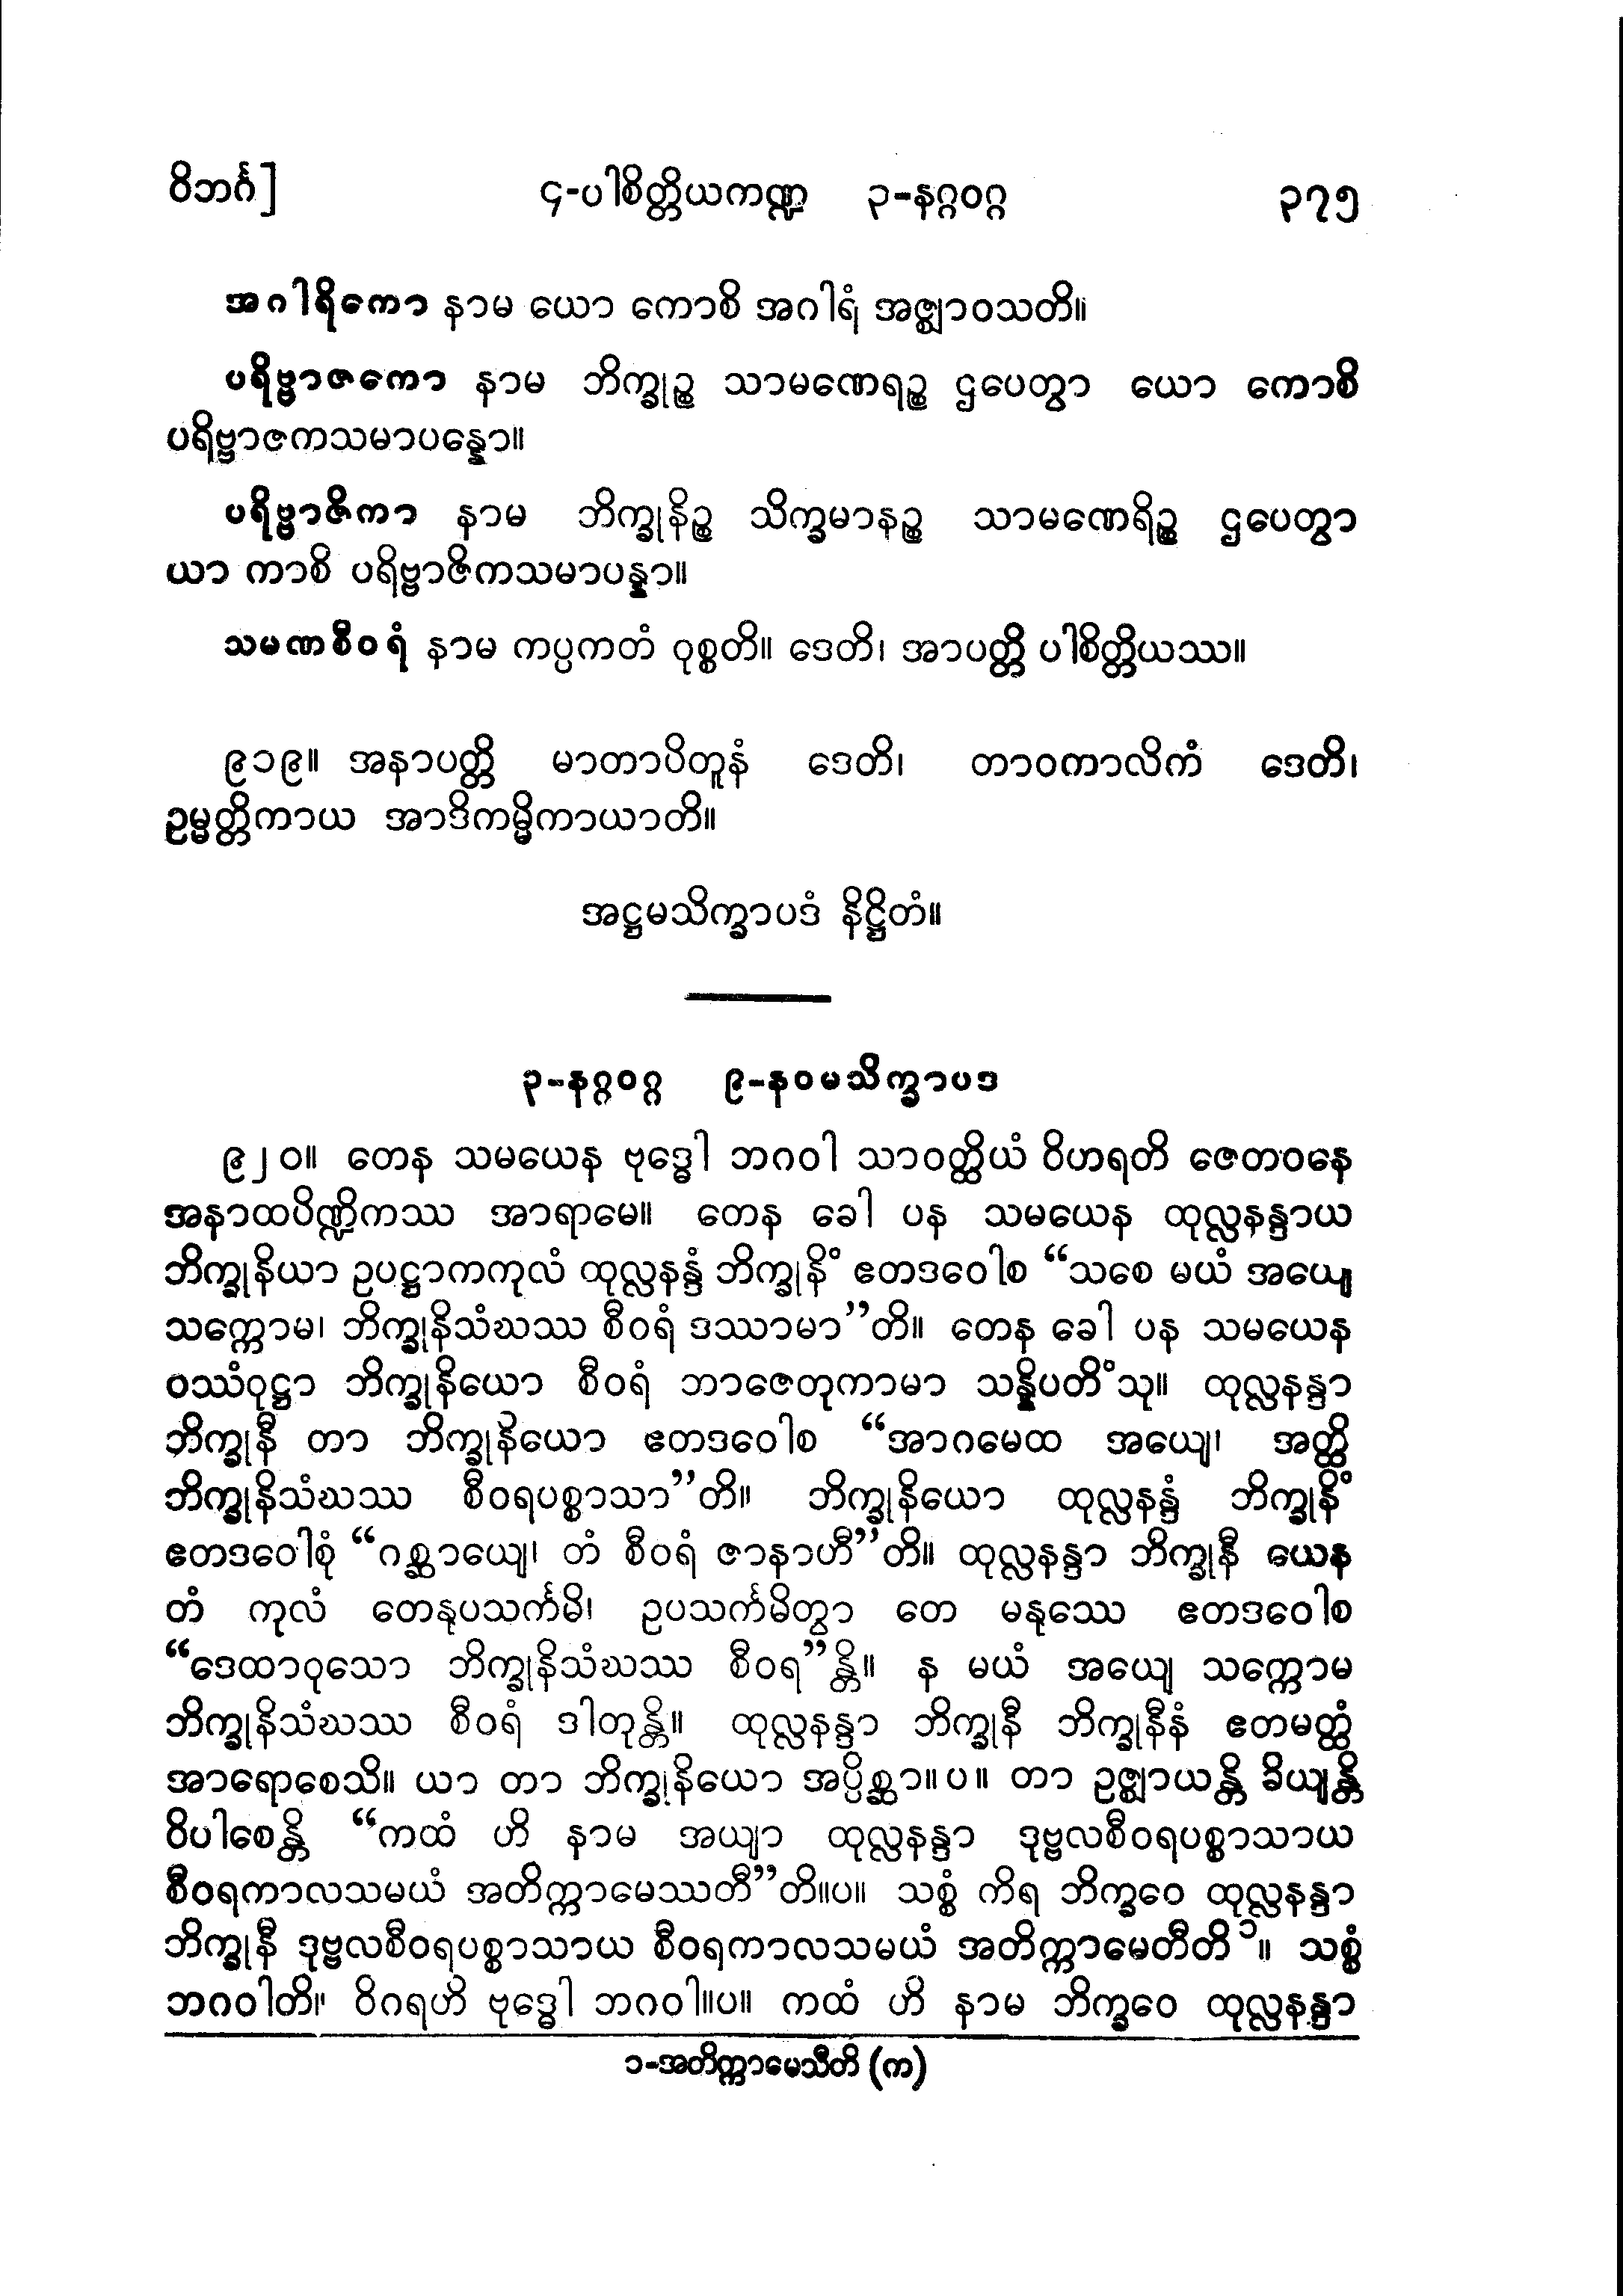 ဝိဘင်္ဂ]	၄-ပါစိတ္တိယကဏ္ဍ ၃-နဂ္ဂဝဂ္ဂ	၃၇၅
အဂါရိကော နာမ ယော ကောစိ အဂါရံ အဇ္ဈာဝသတိ။
ပရိဗ္ဗာဇကော နာမ ဘိက္ခုဉ္စ သာမဏေရဉ္စ ဌပေတွာ ယော ကောစိ
ပရိဗ္ဗာဇကသမာပန္နော။
ပရိဗ္ဗာဇိကာ နာမ ဘိက္ခုနိဉ္စ သိက္ခမာနဉ္စ သာမဏေရိဉ္စ ဌပေတွာ
ယာ ကာစိ ပရိဗ္ဗာဇိကသမာပန္နာ။
သမဏစီဝရံ နာမ ကပ္ပကတံ ဝုစ္စတိ။ ဒေတိ၊ အာပတ္တိ ပါစိတ္တိယဿ။
၉၁၉။ အနာပတ္တိ မာတာပိတူနံ ဒေတိ၊ တာဝကာလိကံ ဒေတိ၊
ဥမ္မတ္တိကာယ အာဒိကမ္မိကာယာတိ။
အဋ္ဌမသိက္ခာပဒံ နိဋ္ဌိတံ။
၃-နဂ္ဂဝဂ္ဂ ၉-နဝမသိက္ခာပဒ
၉၂၀။ တေန သမယေန ဗုဒ္ဓေါ ဘဂဝါ သာဝတ္ထိယံ ဝိဟရတိ ဇေတဝနေ
အနာထပိဏ္ဍိကဿ အာရာမေ။ တေန ခေါ ပန သမယေန ထုလ္လနန္ဒာယ
ဘိက္ခုနိယာ ဥပဋ္ဌာကကုလံ ထုလ္လနန္ဒံ ဘိက္ခုနိံ ဧတဒဝေါစ “သစေ မယံ အယျေ
သက္ကောမ၊ ဘိက္ခုနိသံဃဿ စီဝရံ ဒဿာမာ”တိ။ တေန ခေါ ပန သမယေန
ဝဿံဝုဋ္ဌာ ဘိက္ခုနိယော စီဝရံ ဘာဇေတုကာမာ သန္နိပတိံသု။ ထုလ္လနန္ဒာ
ဘိက္ခုနီ တာ ဘိက္ခုနိယော ဧတဒဝေါစ “အာဂမေထ အယျေ၊ အတ္ထိ
ဘိက္ခုနိသံဃဿ စီဝရပစ္စာသာ”တိ။ ဘိက္ခုနိယော ထုလ္လနန္ဒံ ဘိက္ခုနိံ
ဧတဒဝေါစုံ “ဂစ္ဆာယျေ၊ တံ စီဝရံ ဇာနာဟီ”တိ။ ထုလ္လနန္ဒာ ဘိက္ခုနီ ယေန
တံ ကုလံ တေနုပသင်္ကမိ၊ ဥပသင်္ကမိတွာ တေ မနုဿေ ဧတဒဝေါစ
“ဒေထာဝုသော ဘိက္ခုနိသံဃဿ စီဝရ”န္တိ။ န မယံ အယျေ သက္ကောမ
ဘိက္ခုနိသံဃဿ စီဝရံ ဒါတုန္တိ။ ထုလ္လနန္ဒာ ဘိက္ခုနီ ဘိက္ခုနီနံ ဧတမတ္ထံ
အာရောစေသိ။ ယာ တာ ဘိက္ခုနိယော အပ္ပိစ္ဆာ။ပ။ တာ ဥဇ္ဈာယန္တိ ခိယျန္တိ
ဝိပါစေန္တိ “ကထံ ဟိ နာမ အယျာ ထုလ္လနန္ဒာ ဒုဗ္ဗလစီဝရပစ္စာသာယ
စီဝရကာလသမယံ အတိက္ကာမေဿတီ”တိ။ပ။ သစ္စံ ကိရ ဘိက္ခဝေ ထုလ္လနန္ဒာ
ဘိက္ခုနီ ဒုဗ္ဗလစီဝရပစ္စာသာယ စီဝရကာလသမယံ အတိက္ကာမေတီတိ၁။ သစ္စံ
ဘဂဝါတိ။ ဝိဂရဟိ ဗုဒ္ဓေါ ဘဂဝါ။ပ။ ကထံ ဟိ နာမ ဘိက္ခဝေ ထုလ္လနန္ဒာ
၁-အတိက္ကာမေသီတိ (က)